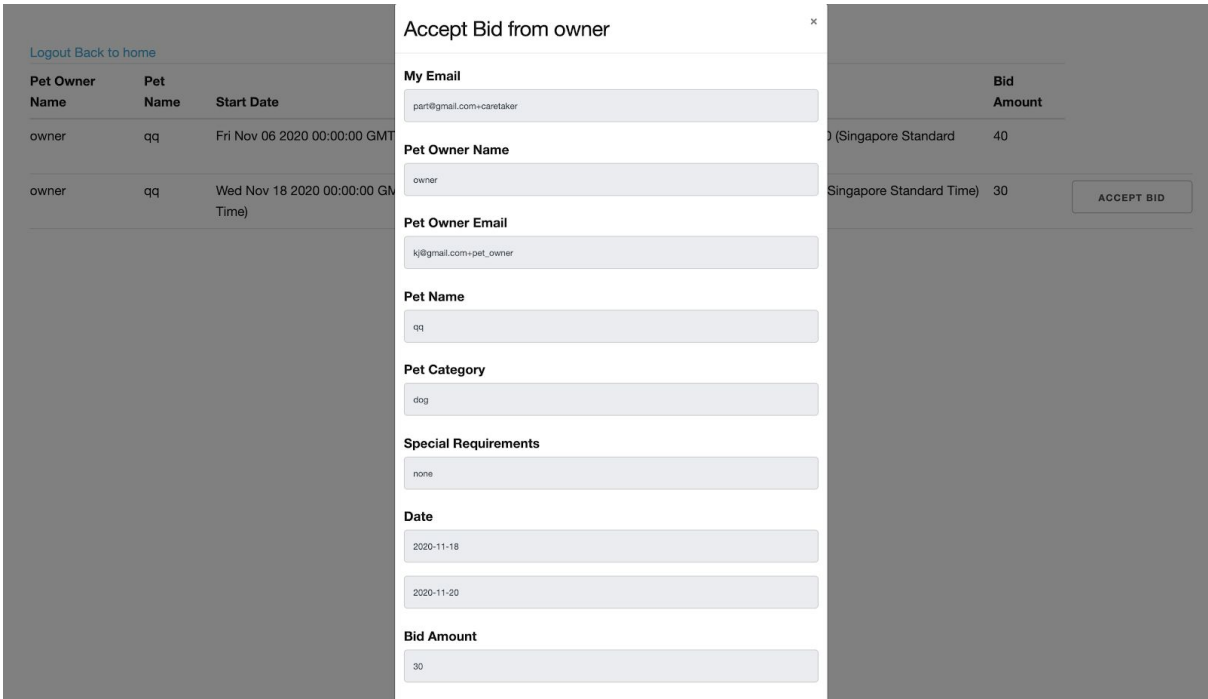 Accept Bid from owner
×
Logout Back to home
Pet Owner Name
Pet Name
Start Date
Bid Amount
owner
qq
Fri Nov 06 2020 00:00:00 GMT
(Singapore Standard
40
owner
qq
Wed Nov 18 2020 00:00:00 GM
Time)
Singapore Standard Time)
30
ACCEPT BID
My Email
part@gmail.com+caretaker
Pet Owner Name
owner
Pet Owner Email
kj@gmail.com+pet_owner
Pet Name
qq
Pet Category
dog
Special Requirements
none
Date
2020-11-18
2020-11-20
Bid Amount
30